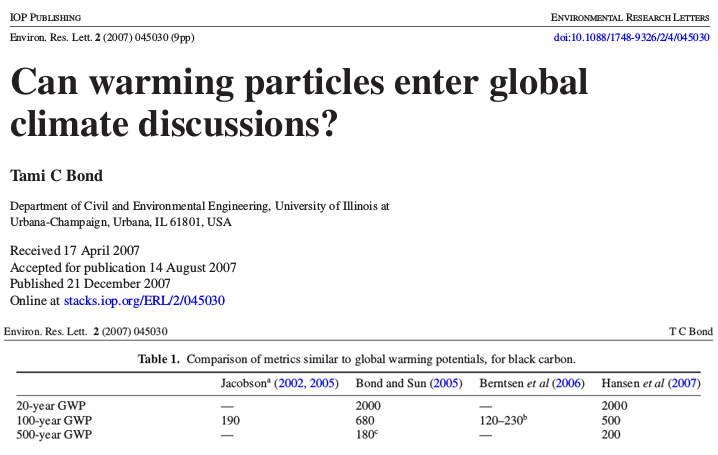 IOP PUBLISHING ENVIRONMENTAL RESEARCH LETTERS
Environ. Res. Lett. 2 (2007) 045030 (9pp) doi:10.1088/1748-9326/2/4/045030
Can warming particles enter global
climate discussions?
Tami C Bond
Department of Civil and Environmental Engineering, University of Illinois at
Urbana-Champaign, Urbana, IL 61801, USA
Received 17 April 2007
Accepted for publication 14 August 2007
Published 21 December 2007
Online at stacks.iop.org/ERL/2/045030
Environ. Res. Lett. 2 (2007) 045030 T C Bond
Table 1. Comparison of metrics similar to global warming potentials, for black carbon.
Jacobsonᵃ (2002, 2005) Bond and Sun (2005) Berntsen et al (2006) Hansen et al (2007)
20-year GWP — 2000 — 2000
100-year GWP 190 680 120–230ᵇ 500
500-year GWP — 180ᶜ — 200